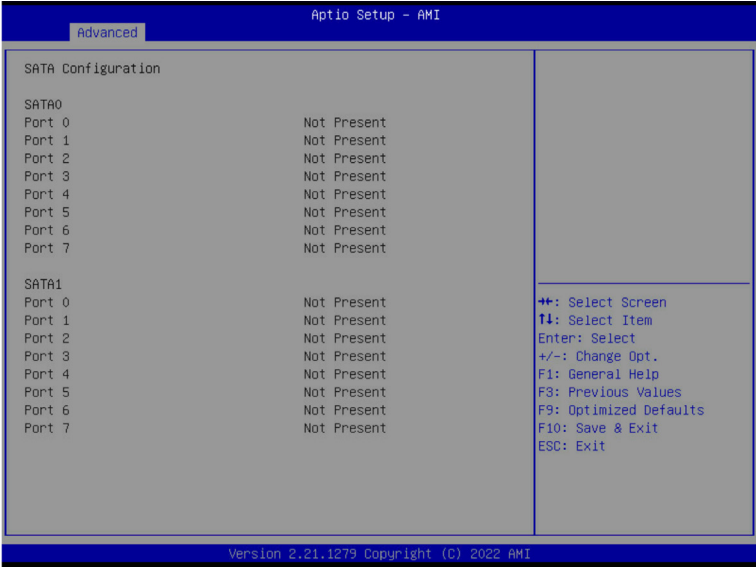 Aptio Setup – AMI
Advanced
SATA Configuration
SATA0
Port 0 Not Present
Port 1 Not Present
Port 2 Not Present
Port 3 Not Present
Port 4 Not Present
Port 5 Not Present
Port 6 Not Present
Port 7 Not Present
SATA1
Port 0 Not Present
Port 1 Not Present
Port 2 Not Present
Port 3 Not Present
Port 4 Not Present
Port 5 Not Present
Port 6 Not Present
Port 7 Not Present
→←: Select Screen
↑↓: Select Item
Enter: Select
+/-: Change Opt.
F1: General Help
F3: Previous Values
F9: Optimized Defaults
F10: Save & Exit
ESC: Exit
Version 2.21.1279 Copyright (C) 2022 AMI